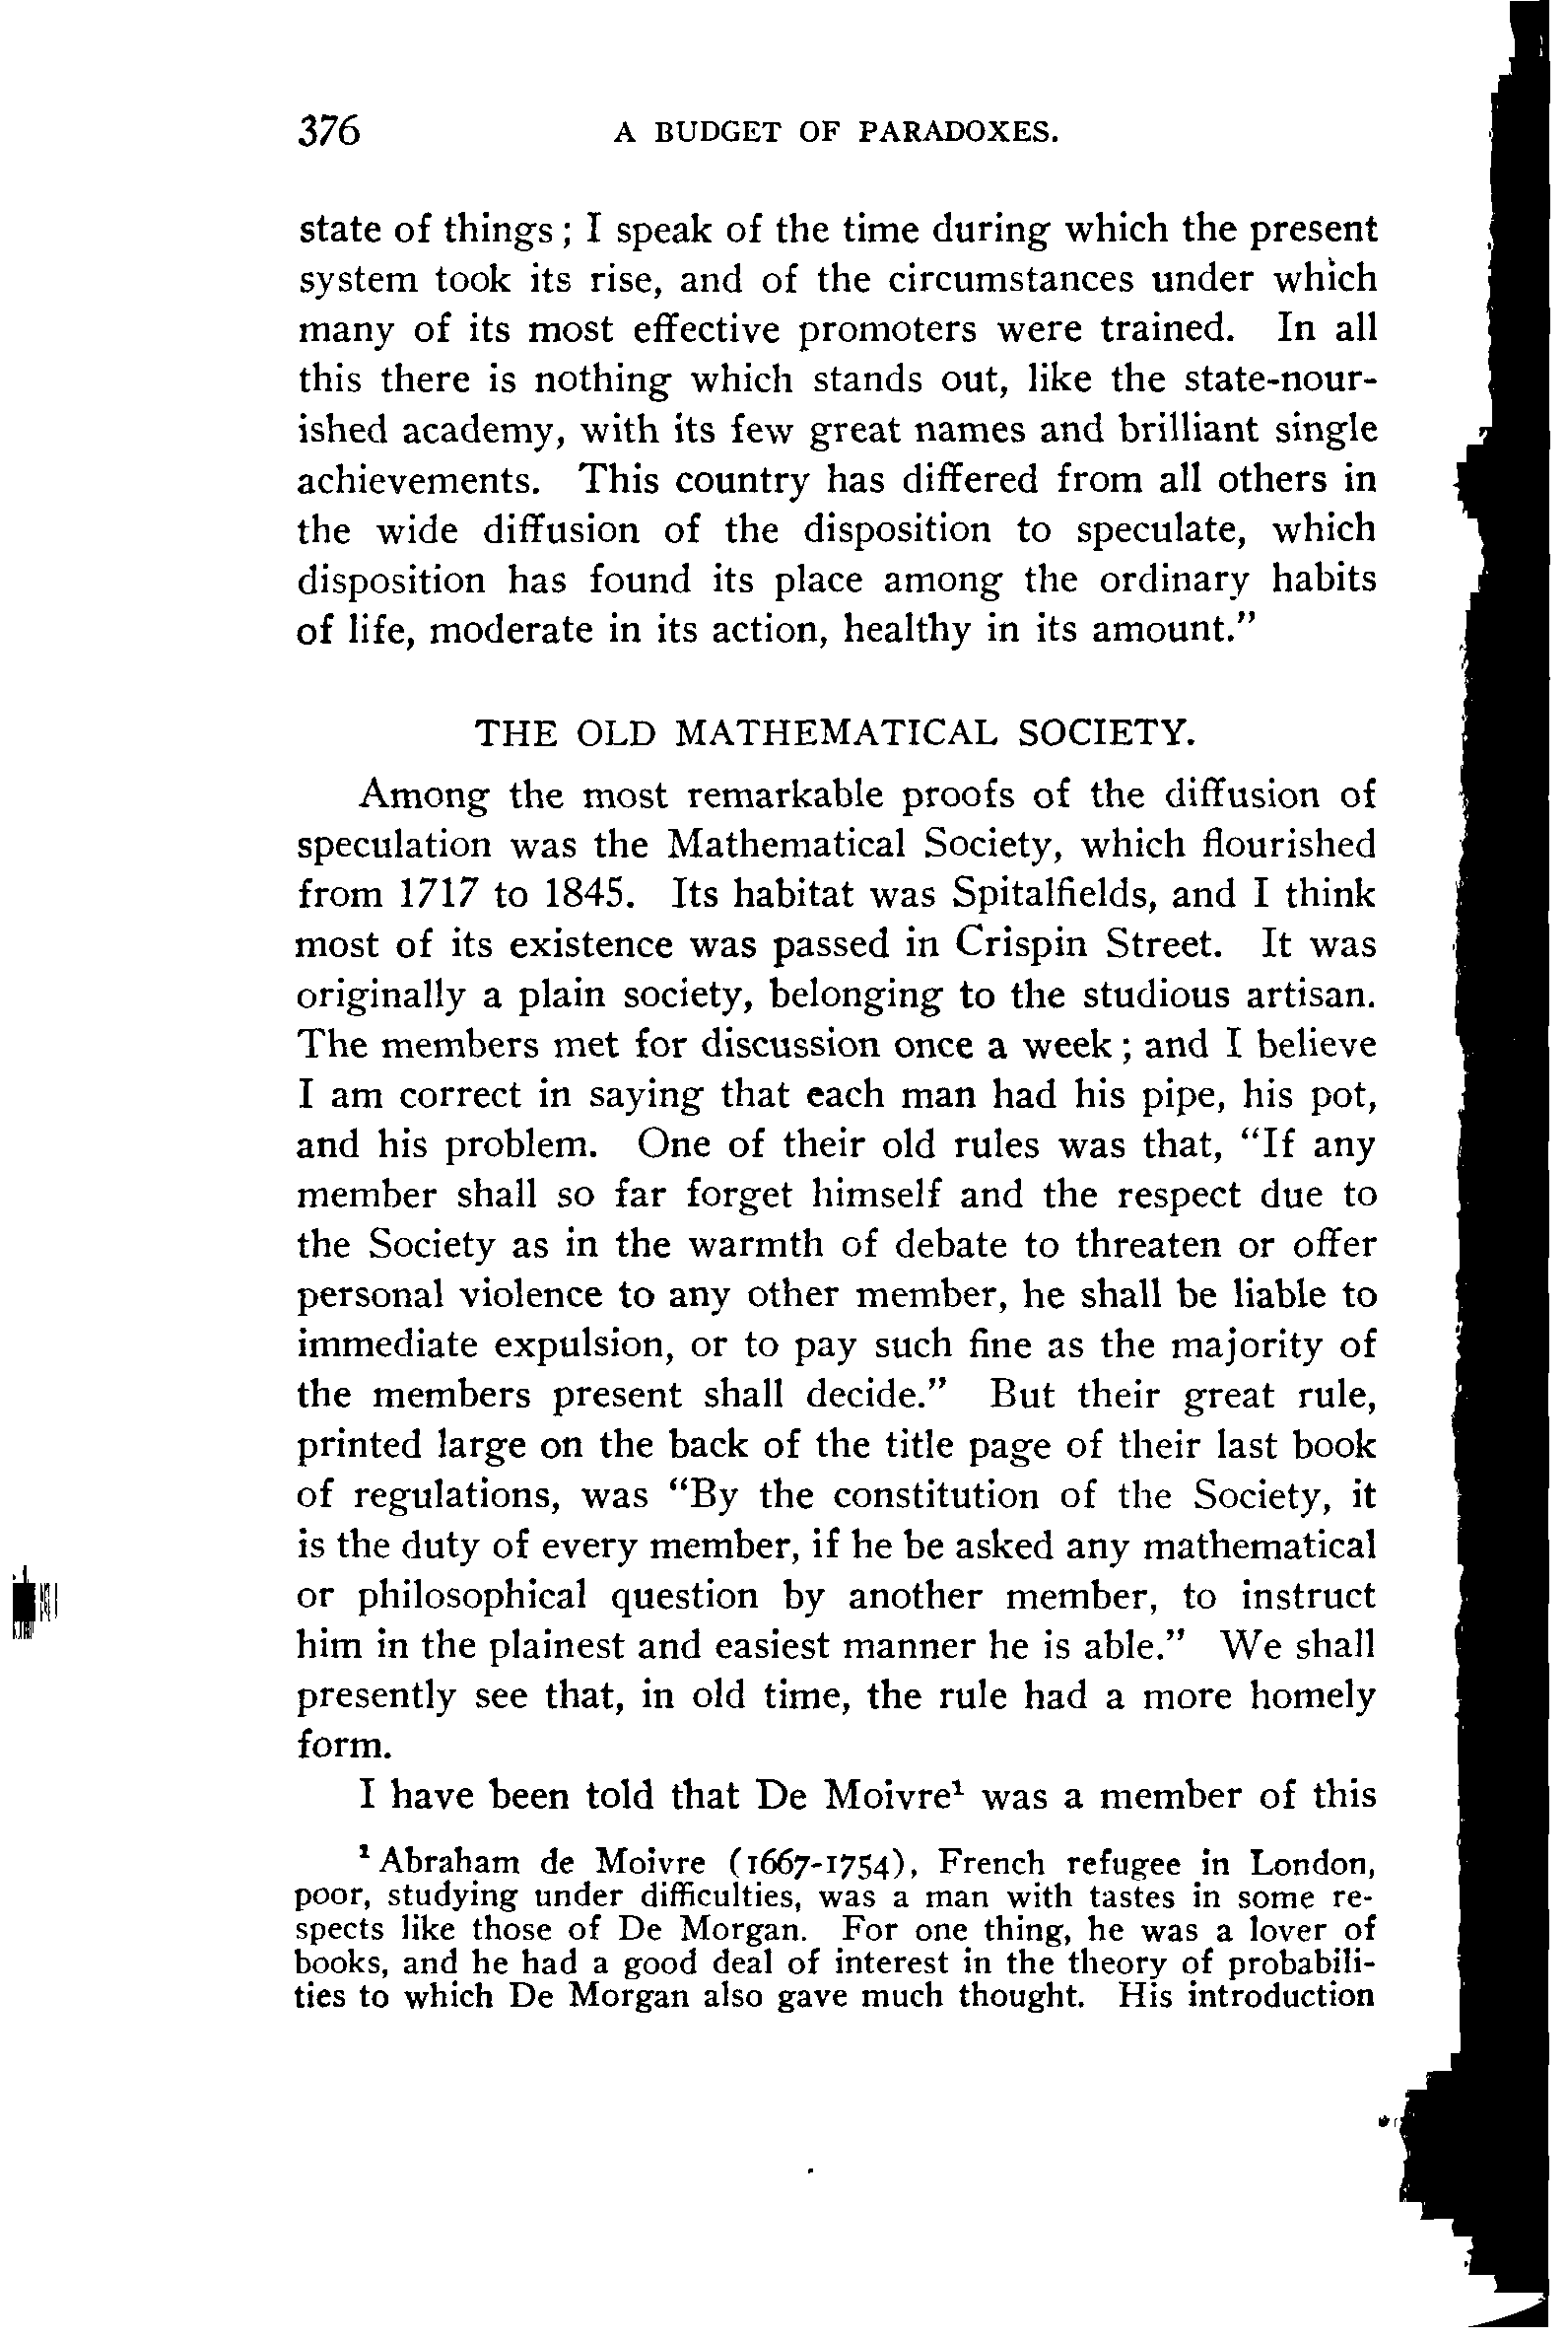 376 A BUDGET OF PARADOXES.
state of things; I speak of the time during which the present
system took its rise, and of the circumstances under which
many of its most effective promoters were trained. In all
this there is nothing which stands out, like the state-nour-
ished academy, with its few great names and brilliant single
achievements. This country has differed from all others in
the wide diffusion of the disposition to speculate, which
disposition has found its place among the ordinary habits
of life, moderate in its action, healthy in its amount.”
THE OLD MATHEMATICAL SOCIETY.
Among the most remarkable proofs of the diffusion of
speculation was the Mathematical Society, which flourished
from 1717 to 1845. Its habitat was Spitalfields, and I think
most of its existence was passed in Crispin Street. It was
originally a plain society, belonging to the studious artisan.
The members met for discussion once a week; and I believe
I am correct in saying that each man had his pipe, his pot,
and his problem. One of their old rules was that, “If any
member shall so far forget himself and the respect due to
the Society as in the warmth of debate to threaten or offer
personal violence to any other member, he shall be liable to
immediate expulsion, or to pay such fine as the majority of
the members present shall decide.” But their great rule,
printed large on the back of the title page of their last book
of regulations, was “By the constitution of the Society, it
is the duty of every member, if he be asked any mathematical
or philosophical question by another member, to instruct
him in the plainest and easiest manner he is able.” We shall
presently see that, in old time, the rule had a more homely
form.
I have been told that De Moivre¹ was a member of this
¹ Abraham de Moivre (1667-1754), French refugee in London,
poor, studying under difficulties, was a man with tastes in some re-
spects like those of De Morgan. For one thing, he was a lover of
books, and he had a good deal of interest in the theory of probabili-
ties to which De Morgan also gave much thought. His introduction